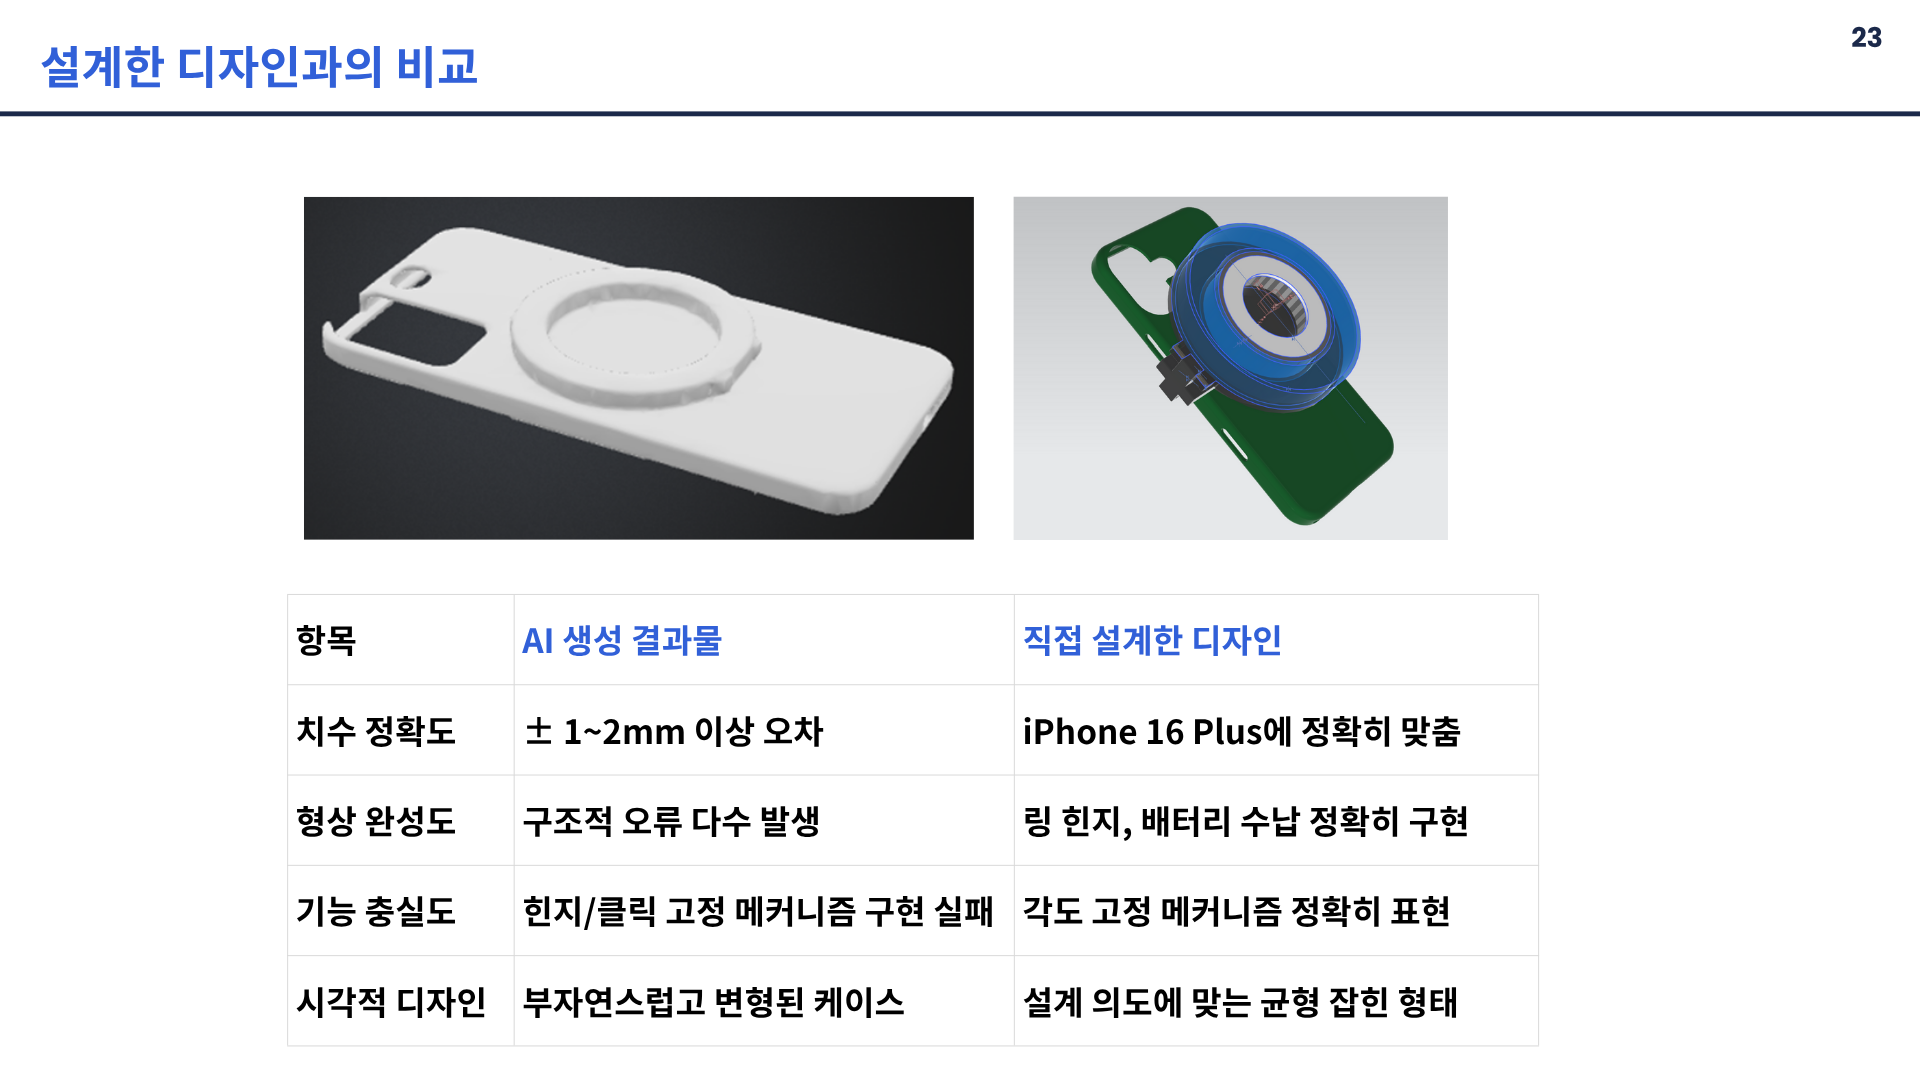 설계한 디자인과의 비교
23
항목 AI 생성 결과물 직접 설계한 디자인
치수 정확도 ± 1~2mm 이상 오차 iPhone 16 Plus에 정확히 맞춤
형상 완성도 구조적 오류 다수 발생 링 힌지, 배터리 수납 정확히 구현
기능 충실도 힌지/클릭 고정 메커니즘 구현 실패 각도 고정 메커니즘 정확히 표현
시각적 디자인 부자연스럽고 변형된 케이스 설계 의도에 맞는 균형 잡힌 형태